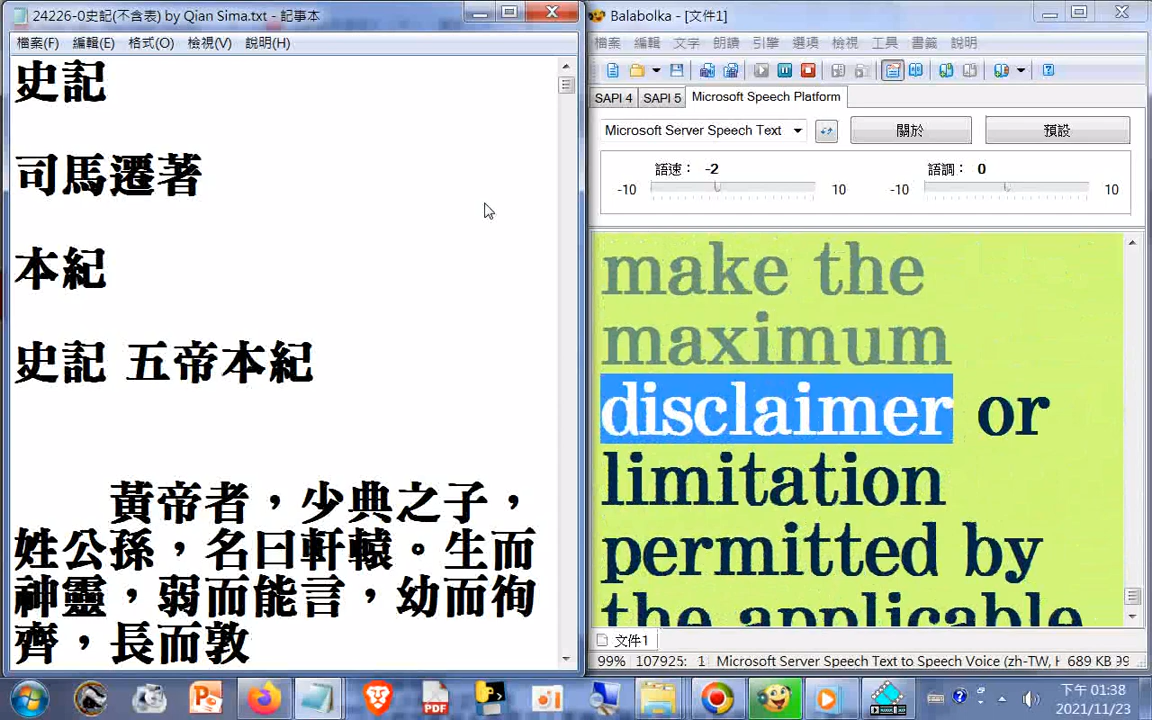 24226-0史記(不含表) by Qian Sima.txt - 記事本
檔案(F) 編輯(E) 格式(O) 檢視(V) 說明(H)
史記
司馬遷著
本紀
史記 五帝本紀
黃帝者，少典之子，
姓公孫，名曰軒轅。生而
神靈，弱而能言，幼而徇
齊，長而敦
Balabolka - [文件1]
檔案 編輯 文字 朗讀 引擎 選項 檢視 工具 書籤 說明
SAPI 4 SAPI 5 Microsoft Speech Platform
Microsoft Server Speech Text 關於 預設
語速： -2 語調： 0
-10 10 -10 10
make the
maximum
disclaimer or
limitation
permitted by
the applicable
文件1
99% 107925: 1 Microsoft Server Speech Text to Speech Voice (zh-TW, H 689 KB 99
PDF
下午 01:38
2021/11/23